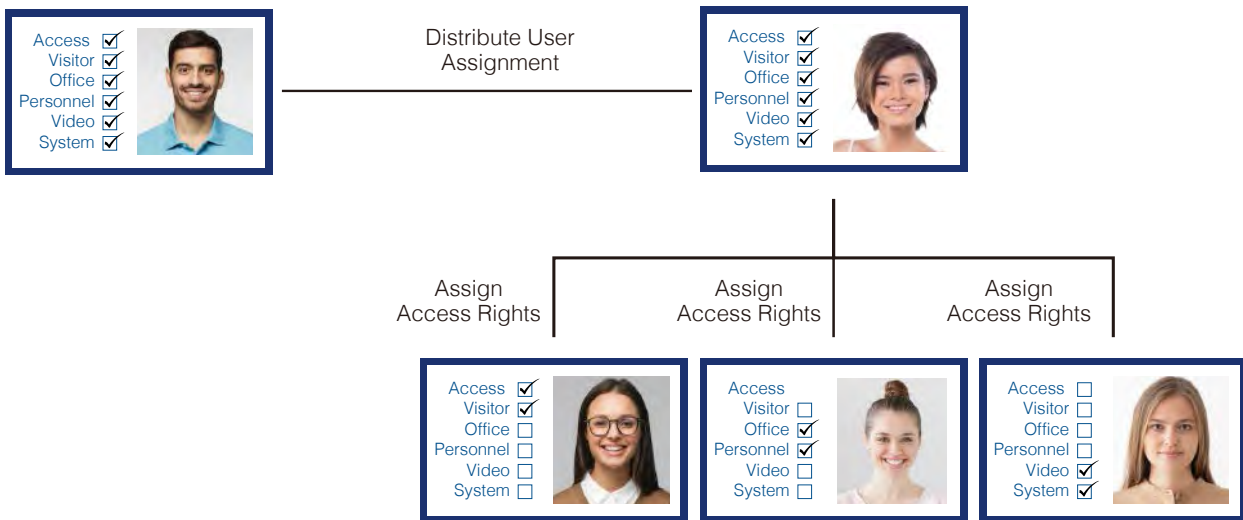 Access
Visitor
Office
Personnel
Video
System
Distribute User
Assignment
Access
Visitor
Office
Personnel
Video
System
Assign
Access Rights
Assign
Access Rights
Assign
Access Rights
Access
Visitor
Office
Personnel
Video
System
Access
Visitor
Office
Personnel
Video
System
Access
Visitor
Office
Personnel
Video
System